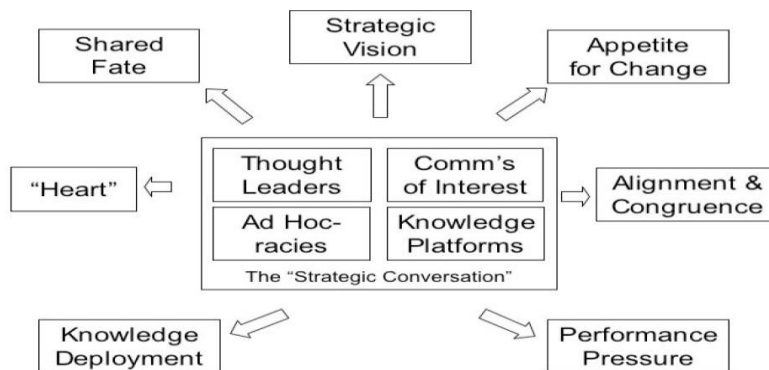 Strategic
Vision
Shared
Fate
Appetite
for Change
Thought
Leaders
Comm's
of Interest
"Heart"
Alignment &
Congruence
Ad Hoc-
racies
Knowledge
Platforms
The "Strategic Conversation"
Knowledge
Deployment
Performance
Pressure